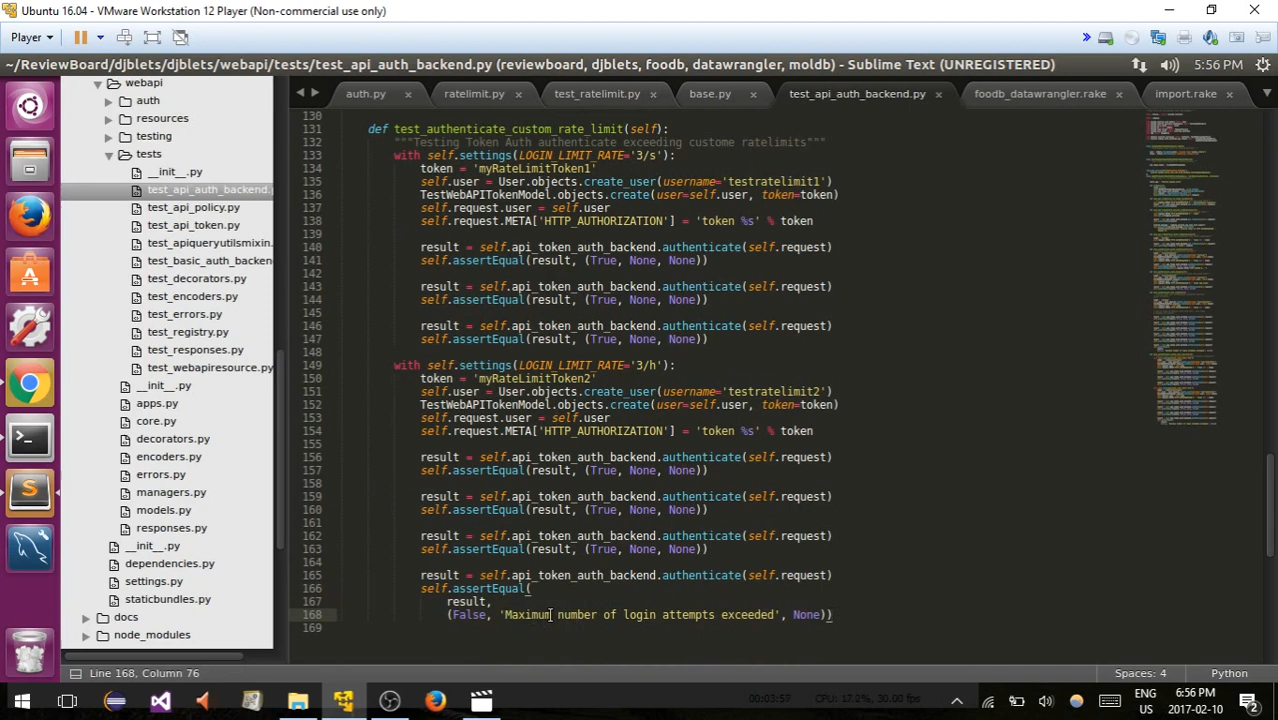 Ubuntu 16.04 - VMware Workstation 12 Player (Non-commercial use only)
Player
~/ReviewBoard/djblets/djblets/webapi/tests/test_api_auth_backend.py (reviewboard, djblets, foodb, datawrangler, moldb) - Sublime Text (UNREGISTERED)
5:56 PM
webapi
auth
resources
testing
tests
__init__.py
test_api_auth_backend.
test_api_policy.py
test_api_token.py
test_apiqueryutilsmixin.
test_basic_auth_backen
test_decorators.py
test_encoders.py
test_errors.py
test_registry.py
test_responses.py
test_webapiresource.py
__init__.py
apps.py
core.py
decorators.py
encoders.py
errors.py
managers.py
models.py
responses.py
__init__.py
dependencies.py
settings.py
staticbundles.py
docs
node_modules
auth.py × ratelimit.py × test_ratelimit.py × base.py × test_api_auth_backend.py × foodb_datawrangler.rake × import.rake ×
130
131 def test_authenticate_custom_rate_limit(self):
132 """Testing Token Auth authenticate exceeding custome ratelimits"""
133 with self.settings(LOGIN_LIMIT_RATE='3/s'):
134 token = 'myRateLimitToken1'
135 self.user = User.objects.create_user(username='testratelimit1')
136 TestWebAPITokenModel.objects.create(user=self.user, token=token)
137 self.request.user = self.user
138 self.request.META['HTTP_AUTHORIZATION'] = 'token %s' % token
139
140 result = self.api_token_auth_backend.authenticate(self.request)
141 self.assertEqual(result, (True, None, None))
142
143 result = self.api_token_auth_backend.authenticate(self.request)
144 self.assertEqual(result, (True, None, None))
145
146 result = self.api_token_auth_backend.authenticate(self.request)
147 self.assertEqual(result, (True, None, None))
148
149 with self.settings(LOGIN_LIMIT_RATE='3/h'):
150 token = 'myRateLimitToken2'
151 self.user = User.objects.create_user(username='testratelimit2')
152 TestWebAPITokenModel.objects.create(user=self.user, token=token)
153 self.request.user = self.user
154 self.request.META['HTTP_AUTHORIZATION'] = 'token %s' % token
155
156 result = self.api_token_auth_backend.authenticate(self.request)
157 self.assertEqual(result, (True, None, None))
158
159 result = self.api_token_auth_backend.authenticate(self.request)
160 self.assertEqual(result, (True, None, None))
161
162 result = self.api_token_auth_backend.authenticate(self.request)
163 self.assertEqual(result, (True, None, None))
164
165 result = self.api_token_auth_backend.authenticate(self.request)
166 self.assertEqual(
167 result,
168 (False, 'Maximum number of login attempts exceeded', None))
169
Line 168, Column 76
Spaces: 4
Python
00:03:57
CPU: 17.0%, 30.00 fps
ENG
US
6:56 PM
2017-02-10
2